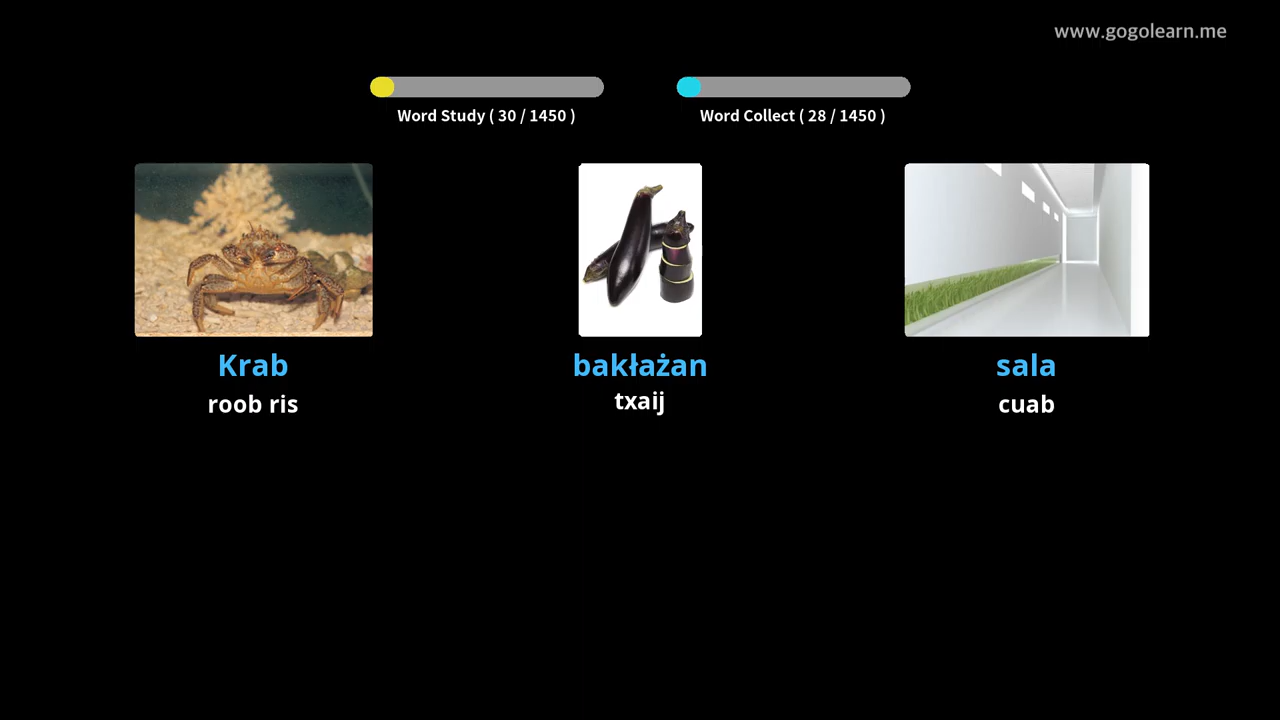 www.gogolearn.me
Word Study ( 30 / 1450 )
Word Collect ( 28 / 1450 )
Krab
roob ris
bakłażan
txaij
sala
cuab